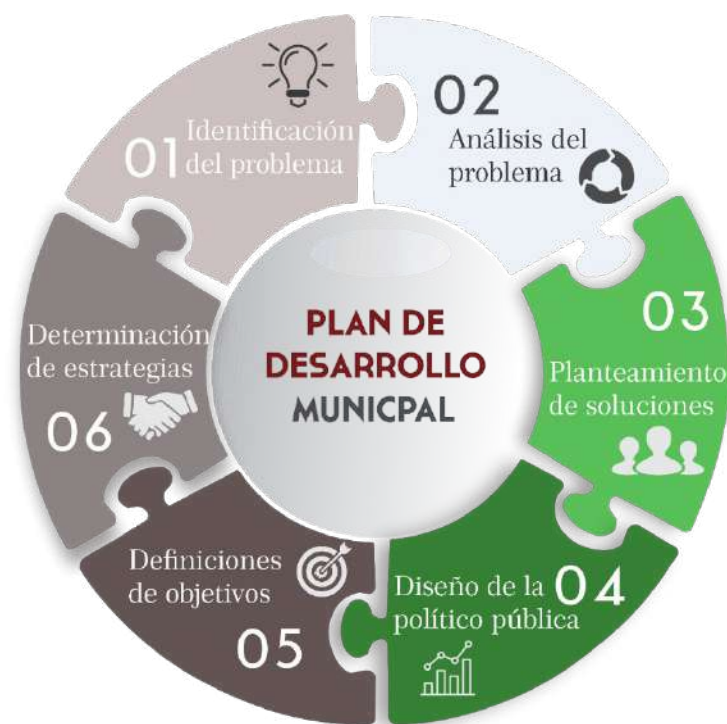 PLAN DE
DESARROLLO
MUNICPAL
01
Identificación
del problema
02
Análisis del
problema
03
Planteamiento
de soluciones
04
Diseño de la
político pública
Definiciones
de objetivos
05
Determinación
de estrategias
06